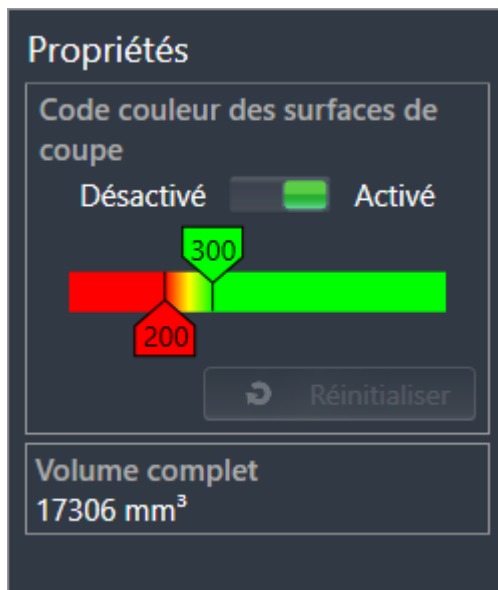 Propriétés
Code couleur des surfaces de
coupe
Désactivé Activé
300
200
Réinitialiser
Volume complet
17306 mm³